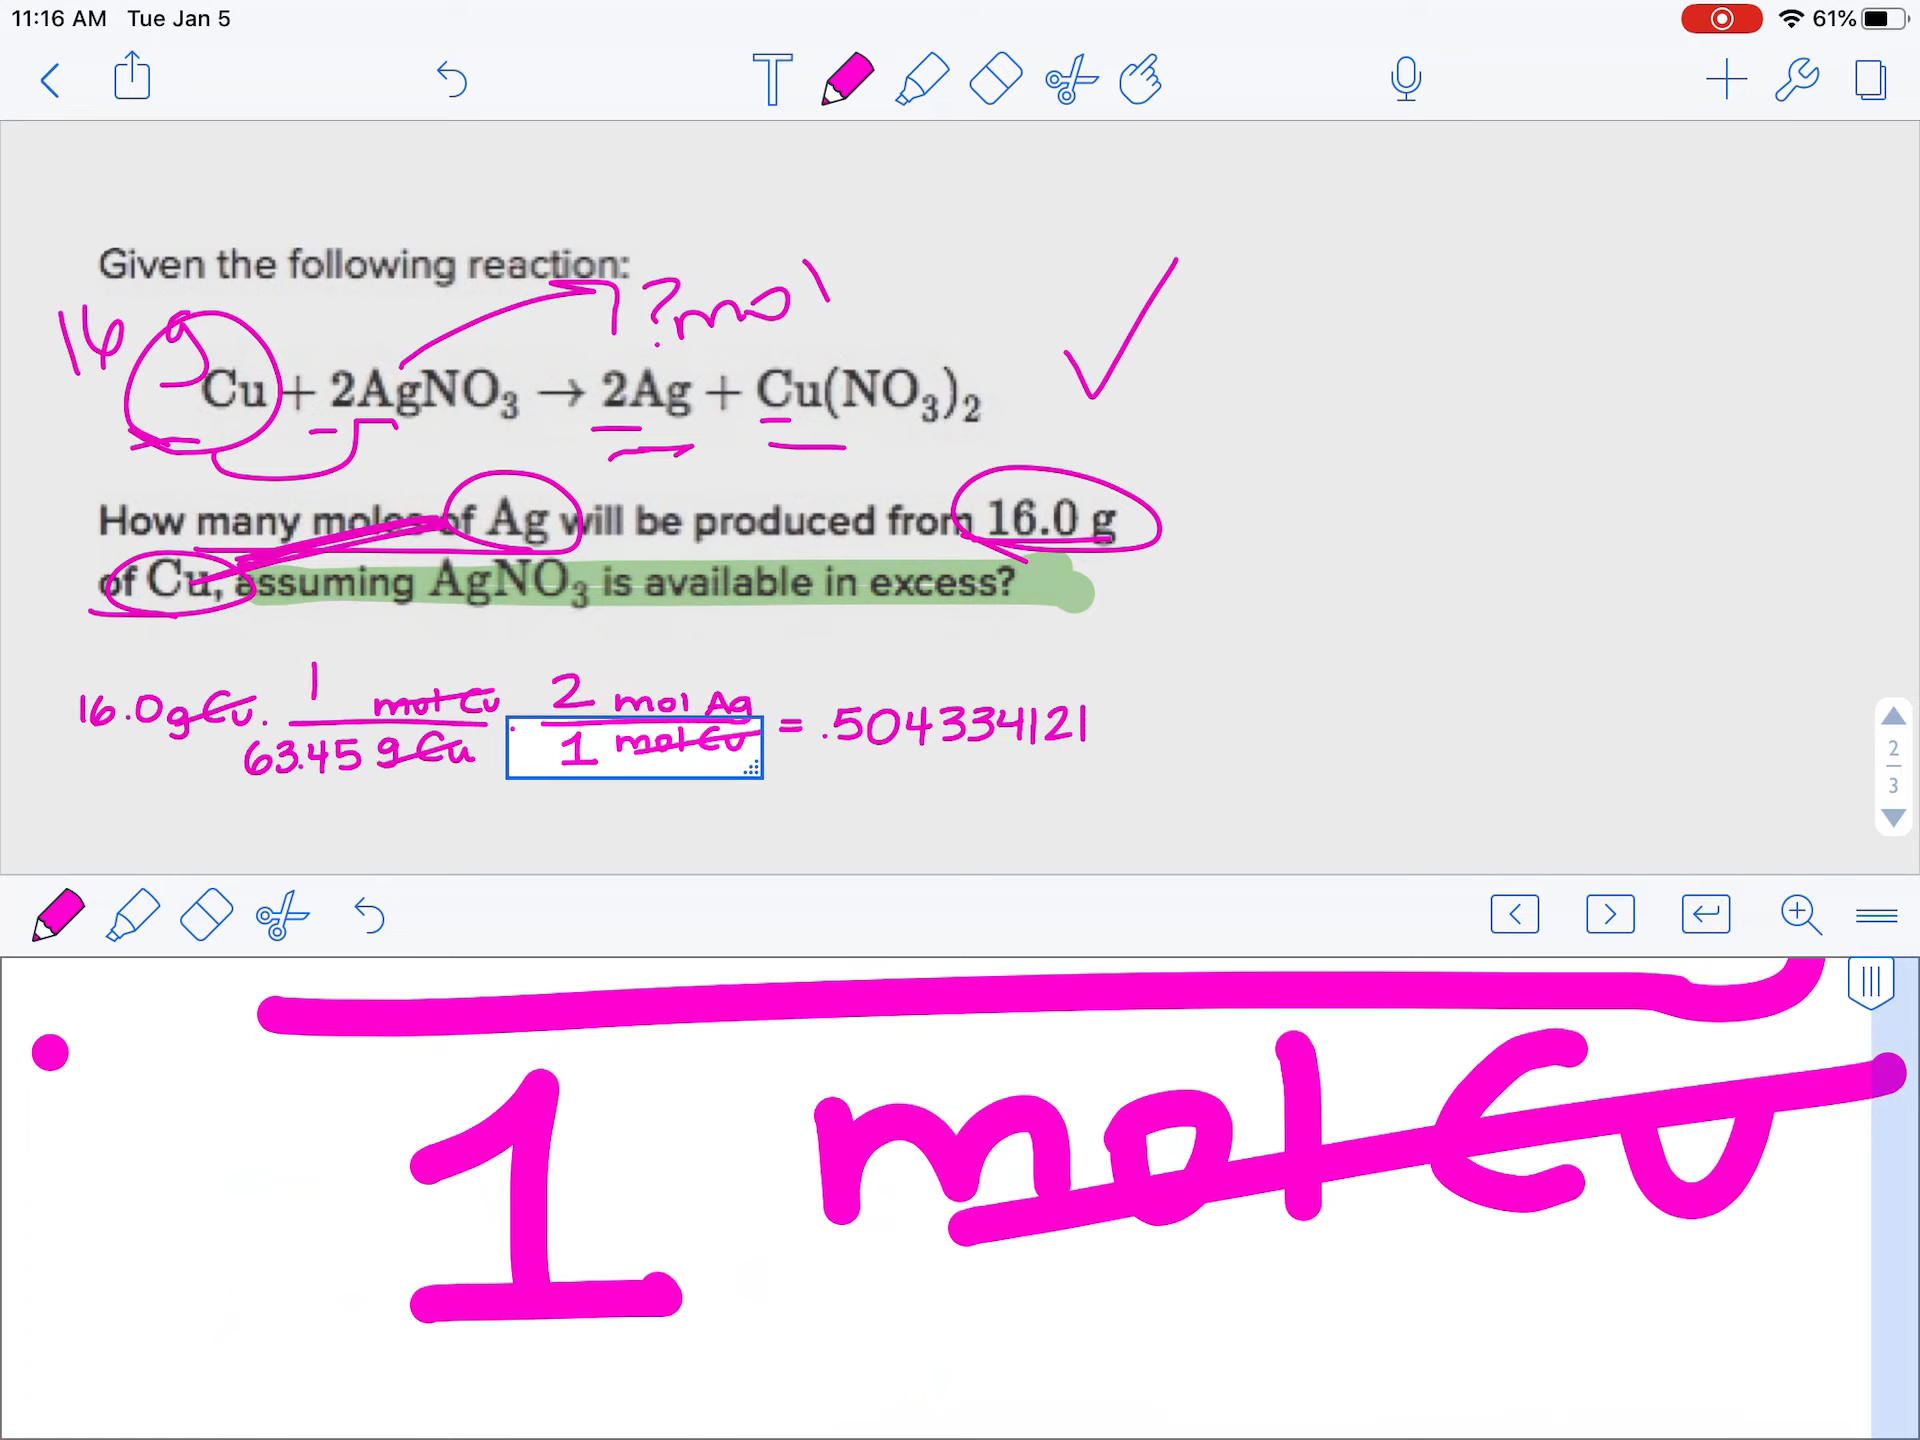 11:16 AM Tue Jan 5
61%
T
Given the following reaction:
16 g
? mol
Cu + 2AgNO₃ → 2Ag + Cu(NO₃)₂
How many moles of Ag will be produced from 16.0 g
of Cu, assuming AgNO₃ is available in excess?
1 mol Cu 2 mol Ag
16.0 g Cu · · = .504334121
63.45 g Cu 1 mol Cu
2
3
· 1 mol Cu